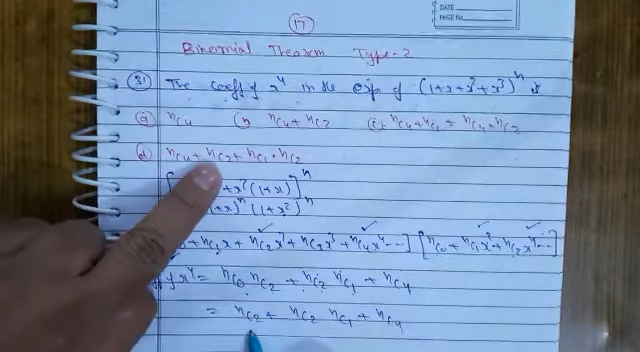 17
DATE
PAGE No.
Binomial Theorem Type-2
31 The coeff of x⁴ in the exp of (1+x+x²+x³)ⁿ is
a ⁿC₄ b ⁿC₄ + ⁿC₂ c ⁿC₄ + ⁿC₁ + ⁿC₄ · ⁿC₂
d ⁿC₄ + ⁿC₂ + ⁿC₁ · ⁿC₂
+x²(1+x)]ⁿ
+x)ⁿ (1+x²)ⁿ
+ ⁿC₁x + ⁿC₂x² + ⁿC₃x³ + ⁿC₄x⁴ --] [ⁿC₀ + ⁿC₁x² + ⁿC₂x⁴ --]
of x⁴ = ⁿC₀ ⁿC₂ + ⁿC₂ ⁿC₁ + ⁿC₄
= ⁿC₂ + ⁿC₂ ⁿC₁ + ⁿC₄